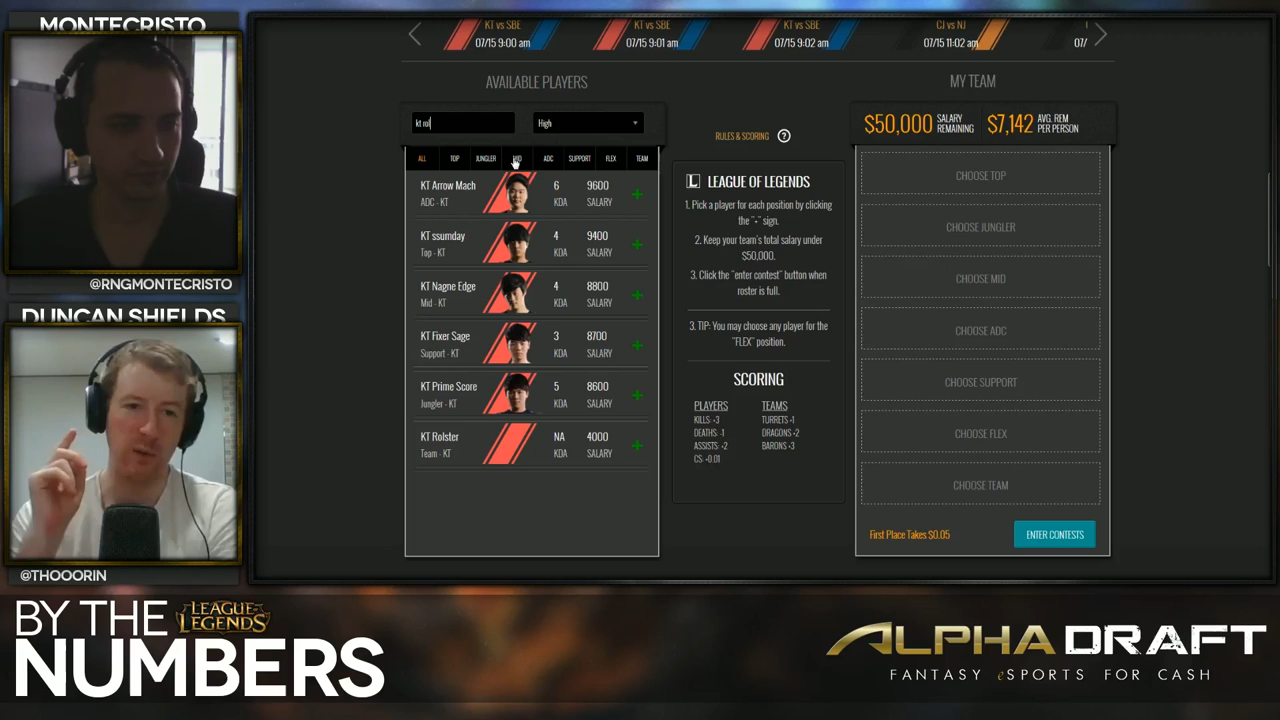 MONTECRISTO
@RNGMONTECRISTO
DUNCAN SHIELDS
@THOOORIN
KT vs SBE
07/15 9:00 am
KT vs SBE
07/15 9:01 am
KT vs SBE
07/15 9:02 am
CJ vs NJ
07/15 11:02 am
07/
AVAILABLE PLAYERS
kt rol
High
ALL TOP JUNGLER MID ADC SUPPORT FLEX TEAM
KT Arrow Mach 6 9600
ADC - KT KDA SALARY
KT ssumday 4 9400
Top - KT KDA SALARY
KT Nagne Edge 4 8800
Mid - KT KDA SALARY
KT Fixer Sage 3 8700
Support - KT KDA SALARY
KT Prime Score 5 8600
Jungler - KT KDA SALARY
KT Rolster NA 4000
Team - KT KDA SALARY
RULES & SCORING ?
L LEAGUE OF LEGENDS
1. Pick a player for each position by clicking
the "+" sign.
2. Keep your team's total salary under
$50,000.
3. Click the "enter contest" button when
roster is full.
3. TIP: You may choose any player for the
"FLEX" position.
SCORING
PLAYERS TEAMS
KILLS: +3 TURRETS +1
DEATHS: -1 DRAGONS +2
ASSISTS: +2 BARONS: +3
CS: +0.01
MY TEAM
$50,000 SALARY
REMAINING
$7,142 AVG. REM
PER PERSON
CHOOSE TOP
CHOOSE JUNGLER
CHOOSE MID
CHOOSE ADC
CHOOSE SUPPORT
CHOOSE FLEX
CHOOSE TEAM
First Place Takes $0.05
ENTER CONTESTS
BY THE
LEAGUE OF
LEGENDS
NUMBERS
ALPHADRAFT
FANTASY eSPORTS FOR CASH